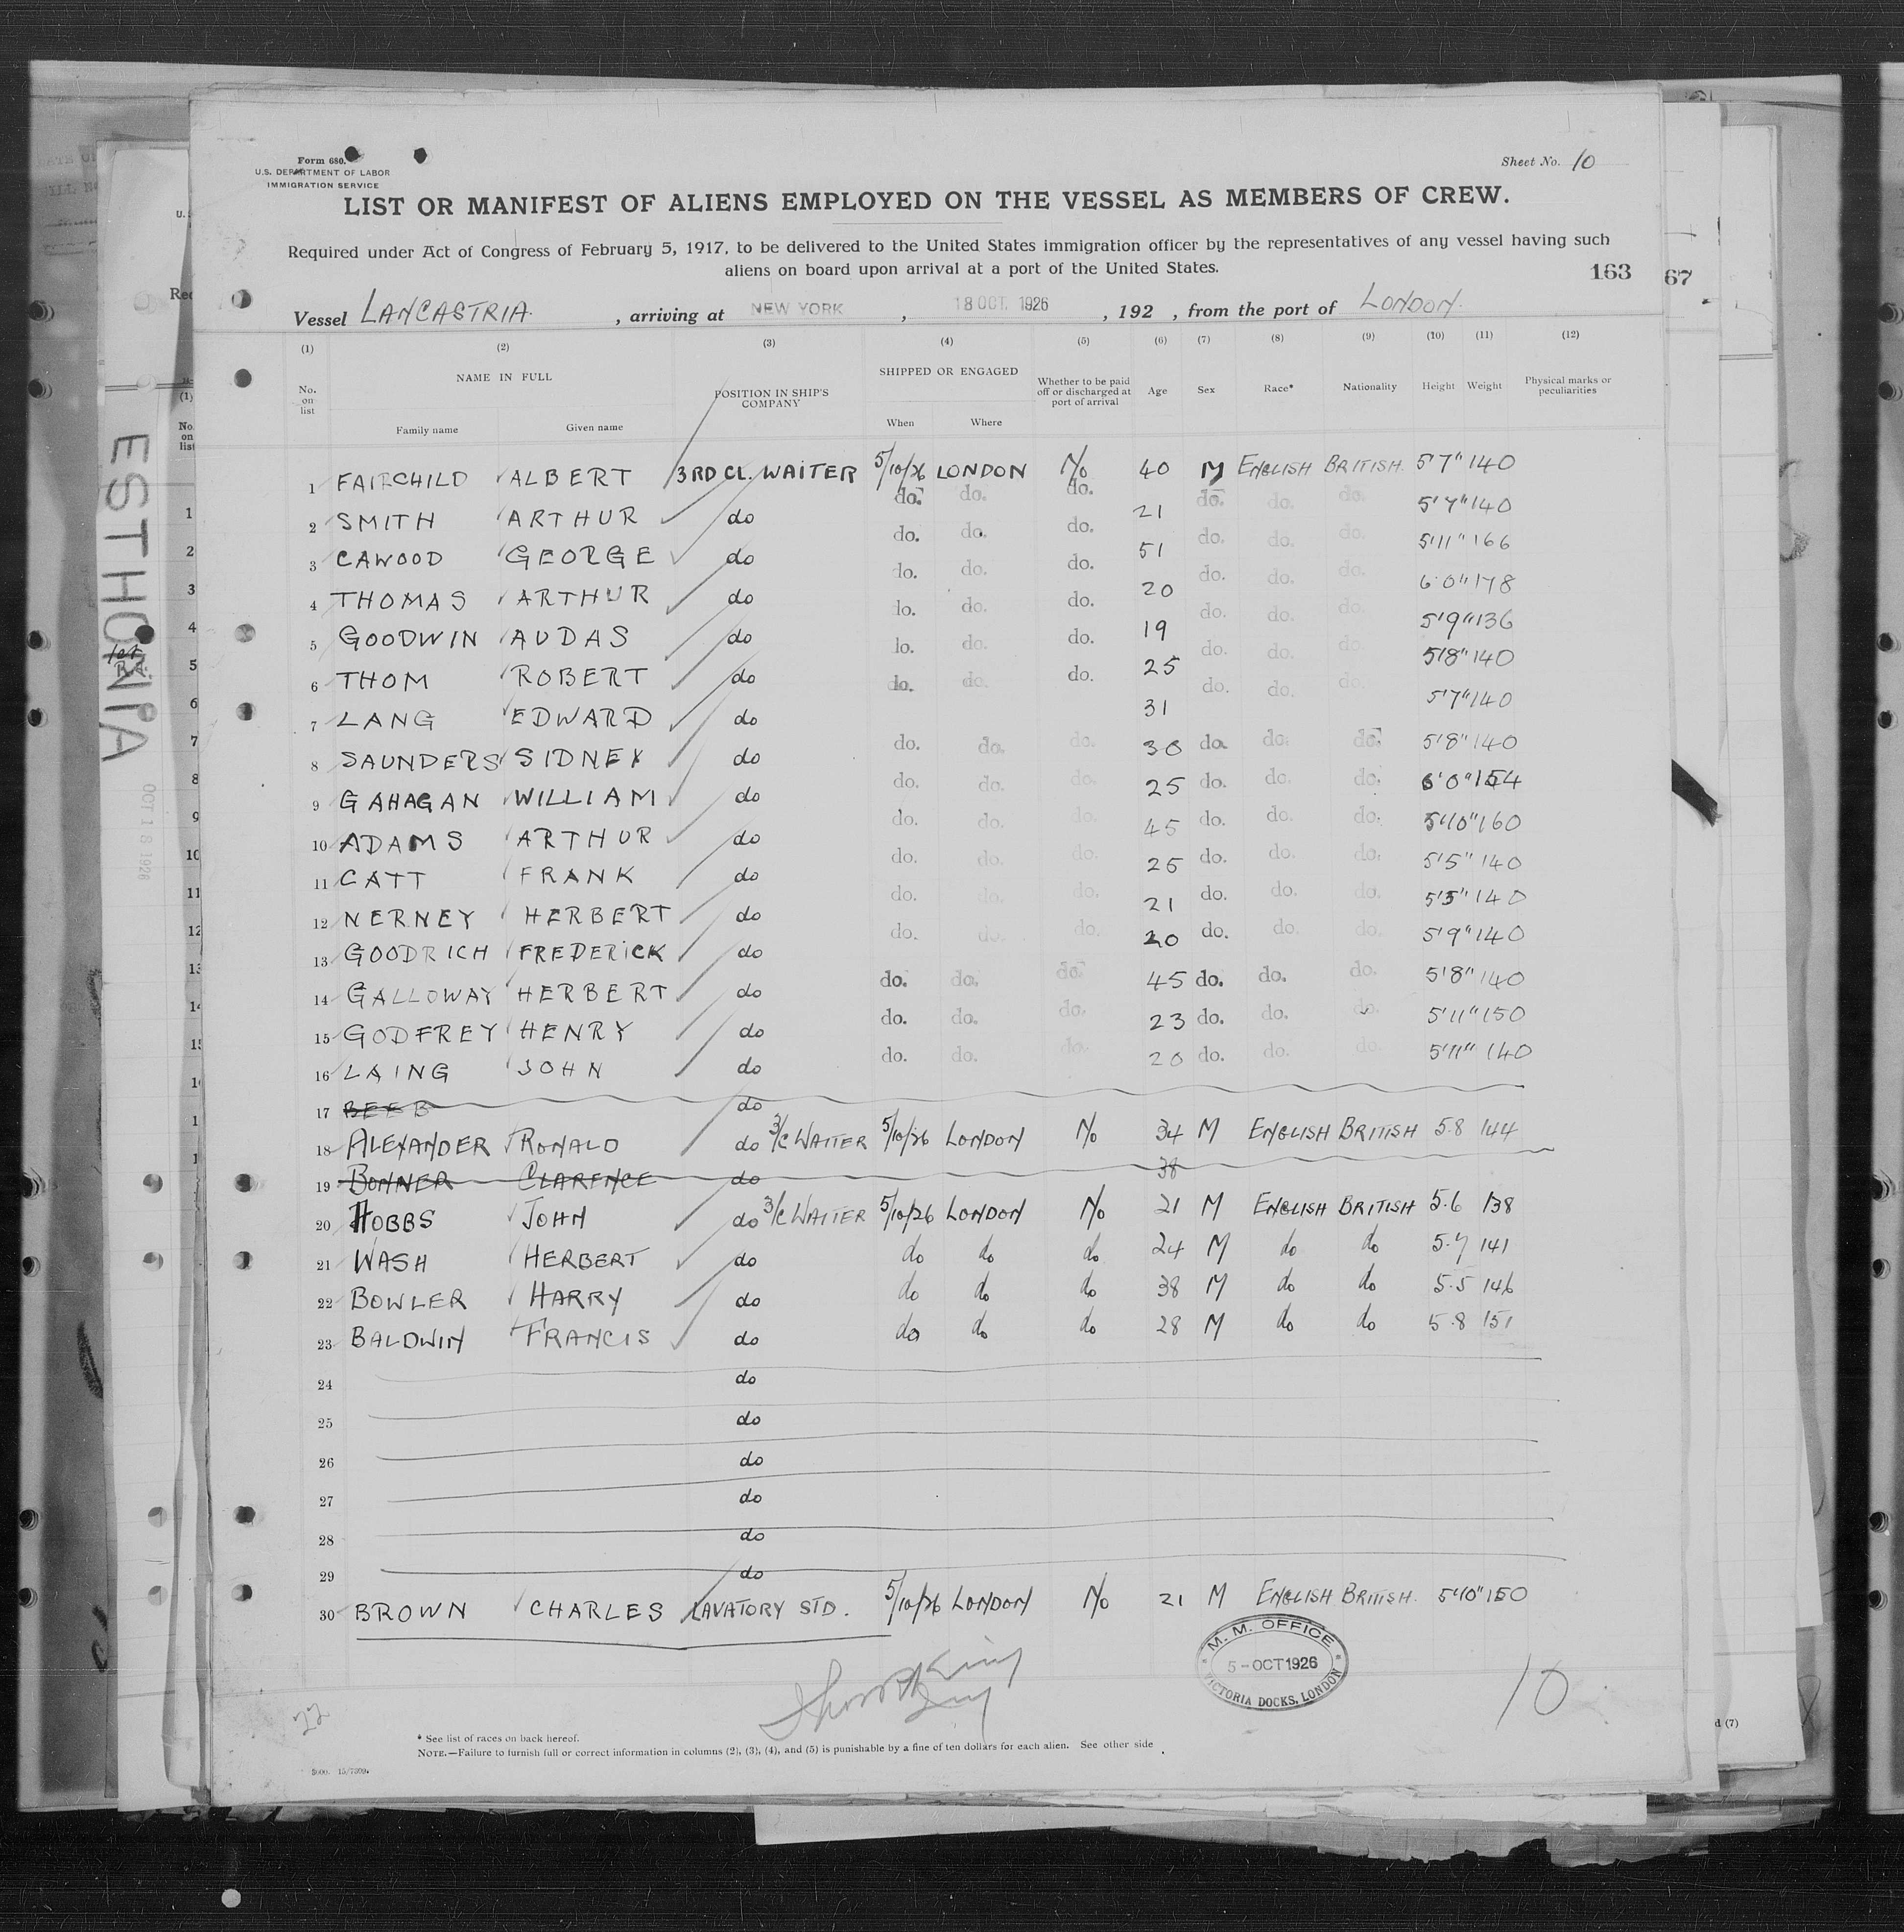 Form 680.
U.S. DEPARTMENT OF LABOR
IMMIGRATION SERVICE
Sheet No. 10
LIST OR MANIFEST OF ALIENS EMPLOYED ON THE VESSEL AS MEMBERS OF CREW.
Required under Act of Congress of February 5, 1917, to be delivered to the United States immigration officer by the representatives of any vessel having such
aliens on board upon arrival at a port of the United States.
163
67
Vessel LANCASTRIA , arriving at NEW YORK , 18 OCT. 1926 , 192 , from the port of LONDON.
(1) (2) (3) (4) (5) (6) (7) (8) (9) (10) (11) (12)
No. on list NAME IN FULL Family name Given name POSITION IN SHIP'S COMPANY SHIPPED OR ENGAGED When Where Whether to be paid off or discharged at port of arrival Age Sex Race* Nationality Height Weight Physical marks or peculiarities
1 FAIRCHILD ALBERT 3RD CL. WAITER 5/10/26 LONDON No 40 M ENGLISH BRITISH. 5'7" 140
2 SMITH ARTHUR do do. do. do. 21 do. do. do. 5'7" 140
3 CAWOOD GEORGE do do. do. do. 51 do. do. do. 5'11" 166
4 THOMAS ARTHUR do do. do. do. 20 do. do. do. 6'0" 178
5 GOODWIN AUDAS do do. do. do. 19 do. do. do. 5'9" 136
6 THOM ROBERT do do. do. do. 25 do. do. do. 5'8" 140
7 LANG EDWARD do do. do. do. 31 do. do. do. 5'7" 140
8 SAUNDERS SIDNEY do do. do. do. 30 do. do. do. 5'8" 140
9 GAHAGAN WILLIAM do do. do. do. 25 do. do. do. 6'0" 154
10 ADAMS ARTHUR do do. do. do. 45 do. do. do. 5'10" 160
11 CATT FRANK do do. do. do. 25 do. do. do. 5'5" 140
12 NERNEY HERBERT do do. do. do. 21 do. do. do. 5'5" 140
13 GOODRICH FREDERICK do do. do. do. 20 do. do. do. 5'9" 140
14 GALLOWAY HERBERT do do. do. do. 45 do. do. do. 5'8" 140
15 GODFREY HENRY do do. do. do. 23 do. do. do. 5'11" 150
16 LAING JOHN do do. do. do. 20 do. do. do. 5'11" 140
17 BEEB do
18 ALEXANDER RONALD do 3/C WAITER 5/10/26 LONDON No 34 M ENGLISH BRITISH 5.8 144
19 BONNER CLARENCE do 38
20 HOBBS JOHN do 3/C WAITER 5/10/26 LONDON No 21 M ENGLISH BRITISH 5.6 138
21 WASH HERBERT do do do do 24 M do do 5.7 141
22 BOWLER HARRY do do do do 38 M do do 5.5 146
23 BALDWIN FRANCIS do do do do 28 M do do 5.8 151
24 do
25 do
26 do
27 do
28 do
29 do
30 BROWN CHARLES LAVATORY STD. 5/10/26 LONDON No 21 M ENGLISH BRITISH. 5'10" 150
M. M. OFFICE
5-OCT 1926
VICTORIA DOCKS, LONDON
10
22
* See list of races on back hereof.
NOTE.—Failure to furnish full or correct information in columns (2), (3), (4), and (5) is punishable by a fine of ten dollars for each alien. See other side
ESTHONIA
OCT 18 1926
d (7)